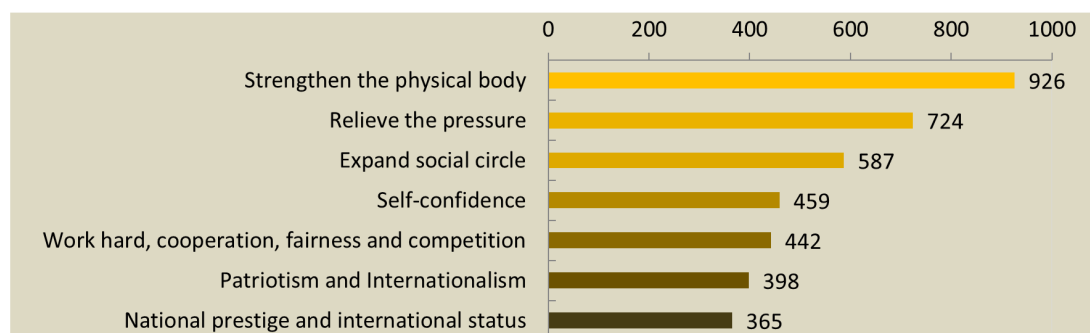 0 200 400 600 800 1000
Strengthen the physical body 926
Relieve the pressure 724
Expand social circle 587
Self-confidence 459
Work hard, cooperation, fairness and competition 442
Patriotism and Internationalism 398
National prestige and international status 365